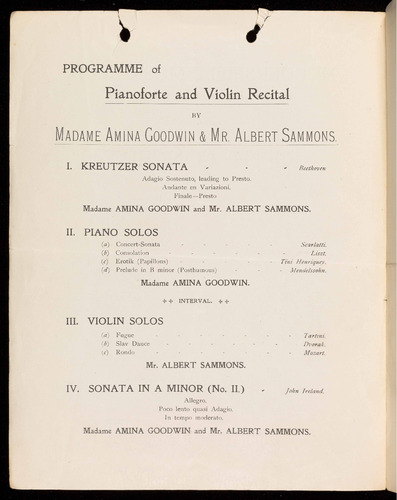 PROGRAMME of
Pianoforte and Violin Recital
BY
MADAME AMINA GOODWIN & MR. ALBERT SAMMONS.
I. KREUTZER SONATA - - - Beethoven
Adagio Sostenuto, leading to Presto.
Andante en Variazioni.
Finale—Presto
Madame AMINA GOODWIN and Mr. ALBERT SAMMONS.
II. PIANO SOLOS
(a) Concert-Sonata - - - - - - Scarlatti.
(b) Consolation - - - - - - - Liszt.
(c) Erotik (Papillons) - - - - - Tini Henriques.
(d) Prelude in B minor (Posthumous) - - - Mendelssohn.
Madame AMINA GOODWIN.
✣ ✣ INTERVAL. ✣ ✣
III. VIOLIN SOLOS
(a) Fugue - - - - - - - Tartini.
(b) Slav Dance - - - - - - Dvorak.
(c) Rondo - - - - - - - Mozart.
Mr. ALBERT SAMMONS.
IV. SONATA IN A MINOR (No. II.) - John Ireland.
Allegro.
Poco lento quasi Adagio.
In tempo moderato.
Madame AMINA GOODWIN and Mr. ALBERT SAMMONS.